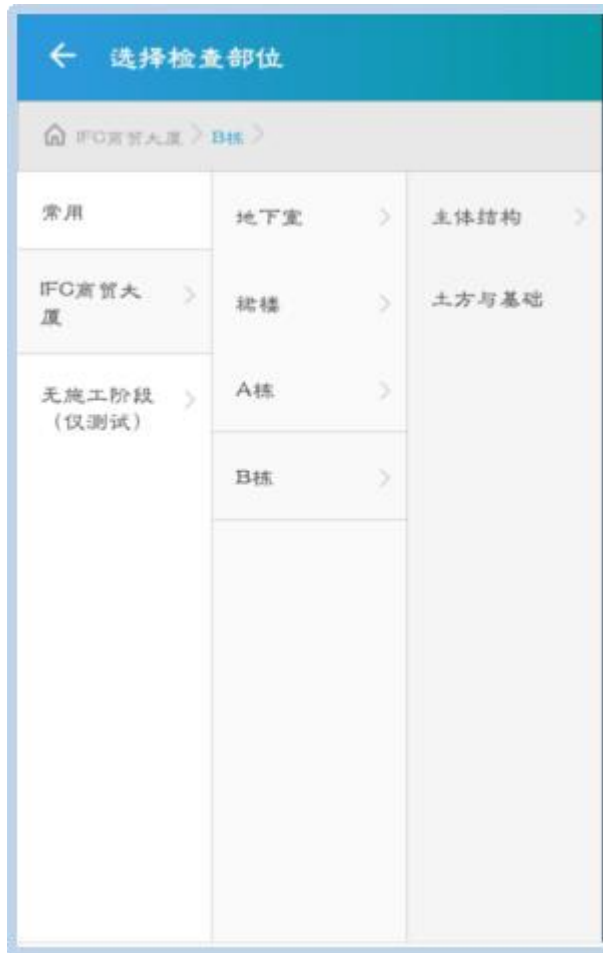 选择检查部位
IFC商贸大厦 B栋
常用
IFC商贸大
厦
无施工阶段
（仅测试）
地下室
裙楼
A栋
B栋
主体结构
土方与基础